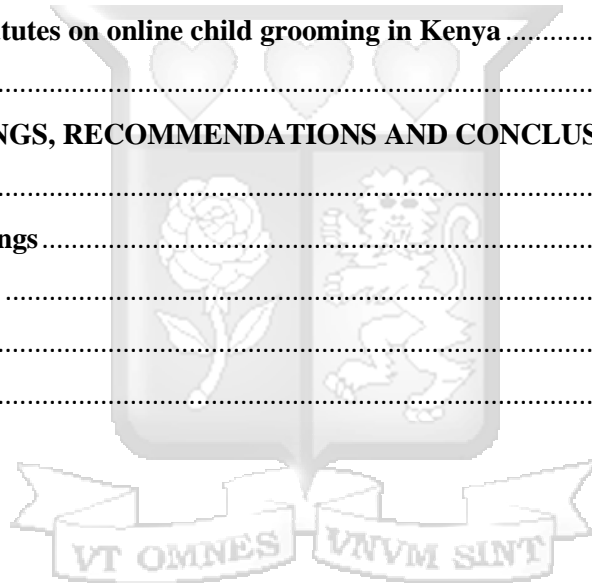 tutes on online child grooming in Kenya ..............
..............................................................................
NGS, RECOMMENDATIONS AND CONCLUS
..............................................................................
ngs ........................................................................
..............................................................................
..............................................................................
..............................................................................
VT OMNES VNVM SINT